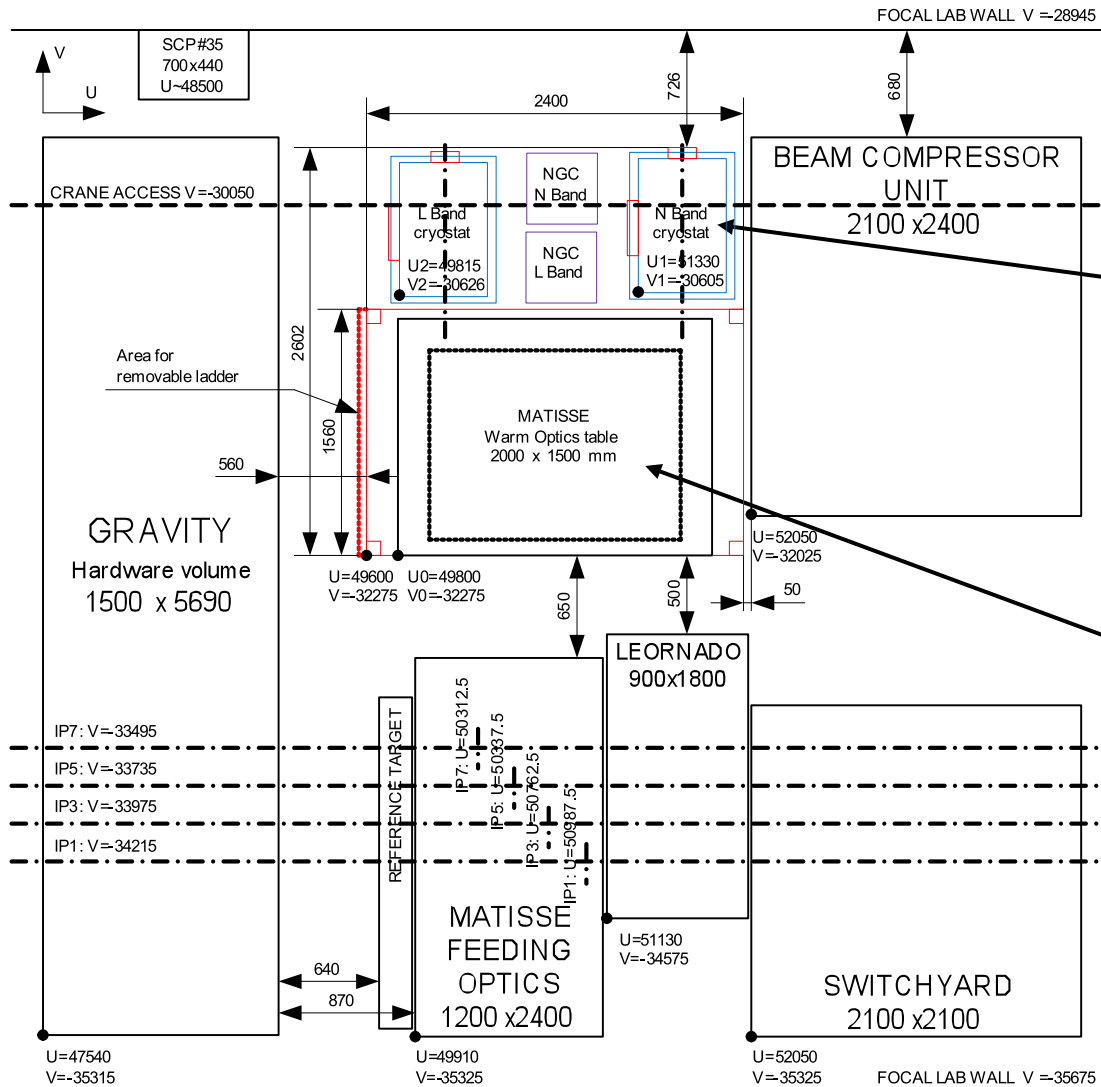 FOCAL LAB WALL V =-28945
SCP#35
700x440
U~48500
V
U
726
680
2400
BEAM COMPRESSOR
UNIT
2100 x2400
CRANE ACCESS V =-30050
NGC
N Band
L Band
cryostat
N Band
cryostat
NGC
L Band
U2=49815
V2=-30626
U1=51330
V1=-30605
2602
1560
Area for
removable ladder
MATISSE
Warm Optics table
2000 x 1500 mm
560
GRAVITY
Hardware volume
1500 x 5690
U=52050
V=-32025
U=49600
V=-32275
U0=49800
V0=-32275
650
500
50
LEORNADO
900x1800
REFERENCE TARGET
IP7: U=50312.5
IP5: U=50337.5
IP3: U=50762.5
IP1: U=50987.5
IP7: V=-33495
IP5: V=-33735
IP3: V=-33975
IP1: V=-34215
MATISSE
FEEDING
OPTICS
1200 x2400
U=51130
V=-34575
640
870
SWITCHYARD
2100 x2100
U=47540
V=-35315
U=49910
V=-35325
U=52050
V=-35325
FOCAL LAB WALL V =-35675